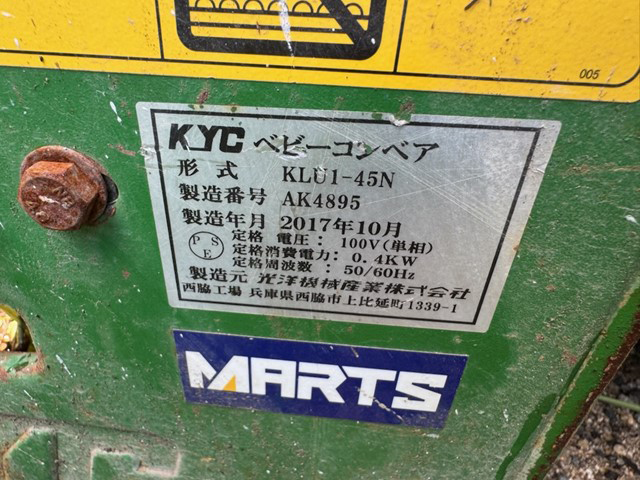 005
KYC ベビーコンベア
形式 KLU1-45N
製造番号 AK4895
製造年月 2017年10月
定格 電圧: 100V(単相)
定格消費電力: 0.4KW
定格周波数: 50/60Hz
PSE
製造元 光洋機械産業株式会社
西脇工場 兵庫県西脇市上比延町1339-1
MARTS